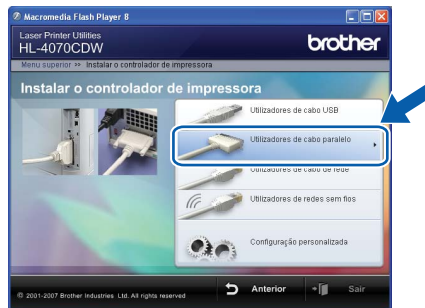 Macromedia Flash Player 8
Laser Printer Utilities
HL-4070CDW
brother
Menu superior >> Instalar o controlador de impressora
Instalar o controlador de impressora
Utilizadores de cabo USB
Utilizadores de cabo paralelo
Utilizadores de cabo de rede
Utilizadores de redes sem fios
Configuração personalizada
© 2001-2007 Brother Industries Ltd. All rights reserved
Anterior
Sair